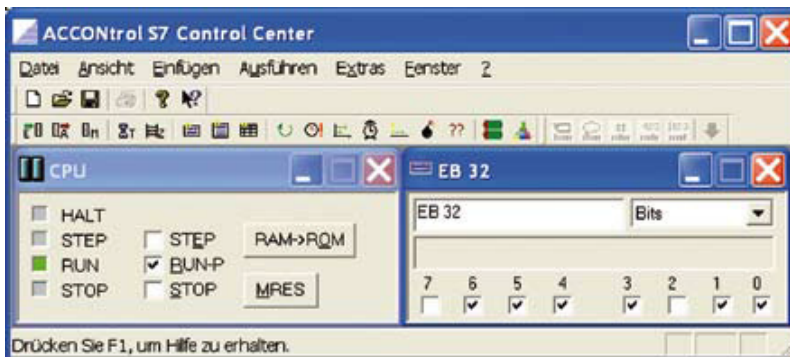 ACCONtrol S7 Control Center
Datei Ansicht Einfügen Ausführen Extras Fenster ?
CPU
HALT
STEP STEP RAM->ROM
RUN RUN-P
STOP STOP MRES
EB 32
EB 32 Bits
7 6 5 4 3 2 1 0
Drücken Sie F1, um Hilfe zu erhalten.